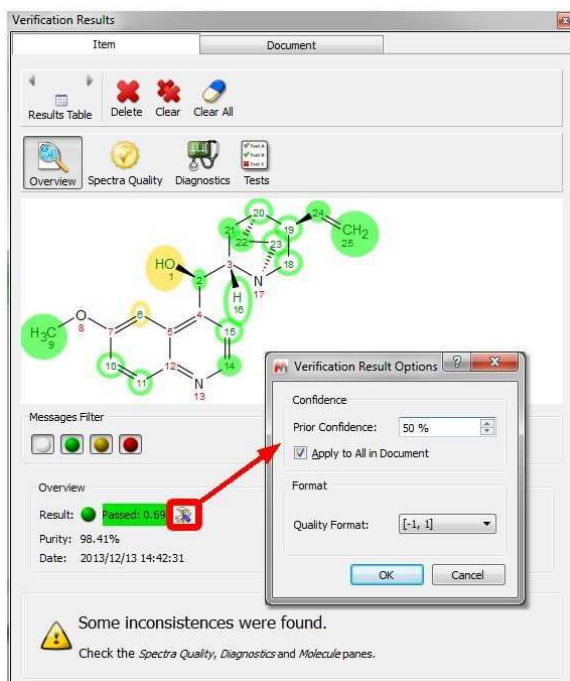 Verification Results
Item
Document
Results Table
Delete
Clear
Clear All
Overview
Spectra Quality
Diagnostics
Tests
20
24
21
19
CH2
25
22
23
HO
1
3
18
2
N
17
H
16
O
8
6
4
H3C
9
7
5
15
10
12
14
11
N
13
Messages Filter
Overview
Result:
Passed: 0.69
Purity: 98.41%
Date: 2013/12/13 14:42:31
Some inconsistences were found.
Check the Spectra Quality, Diagnostics and Molecule panes.
Verification Result Options
Confidence
Prior Confidence: 50 %
Apply to All in Document
Format
Quality Format: [-1, 1]
OK
Cancel